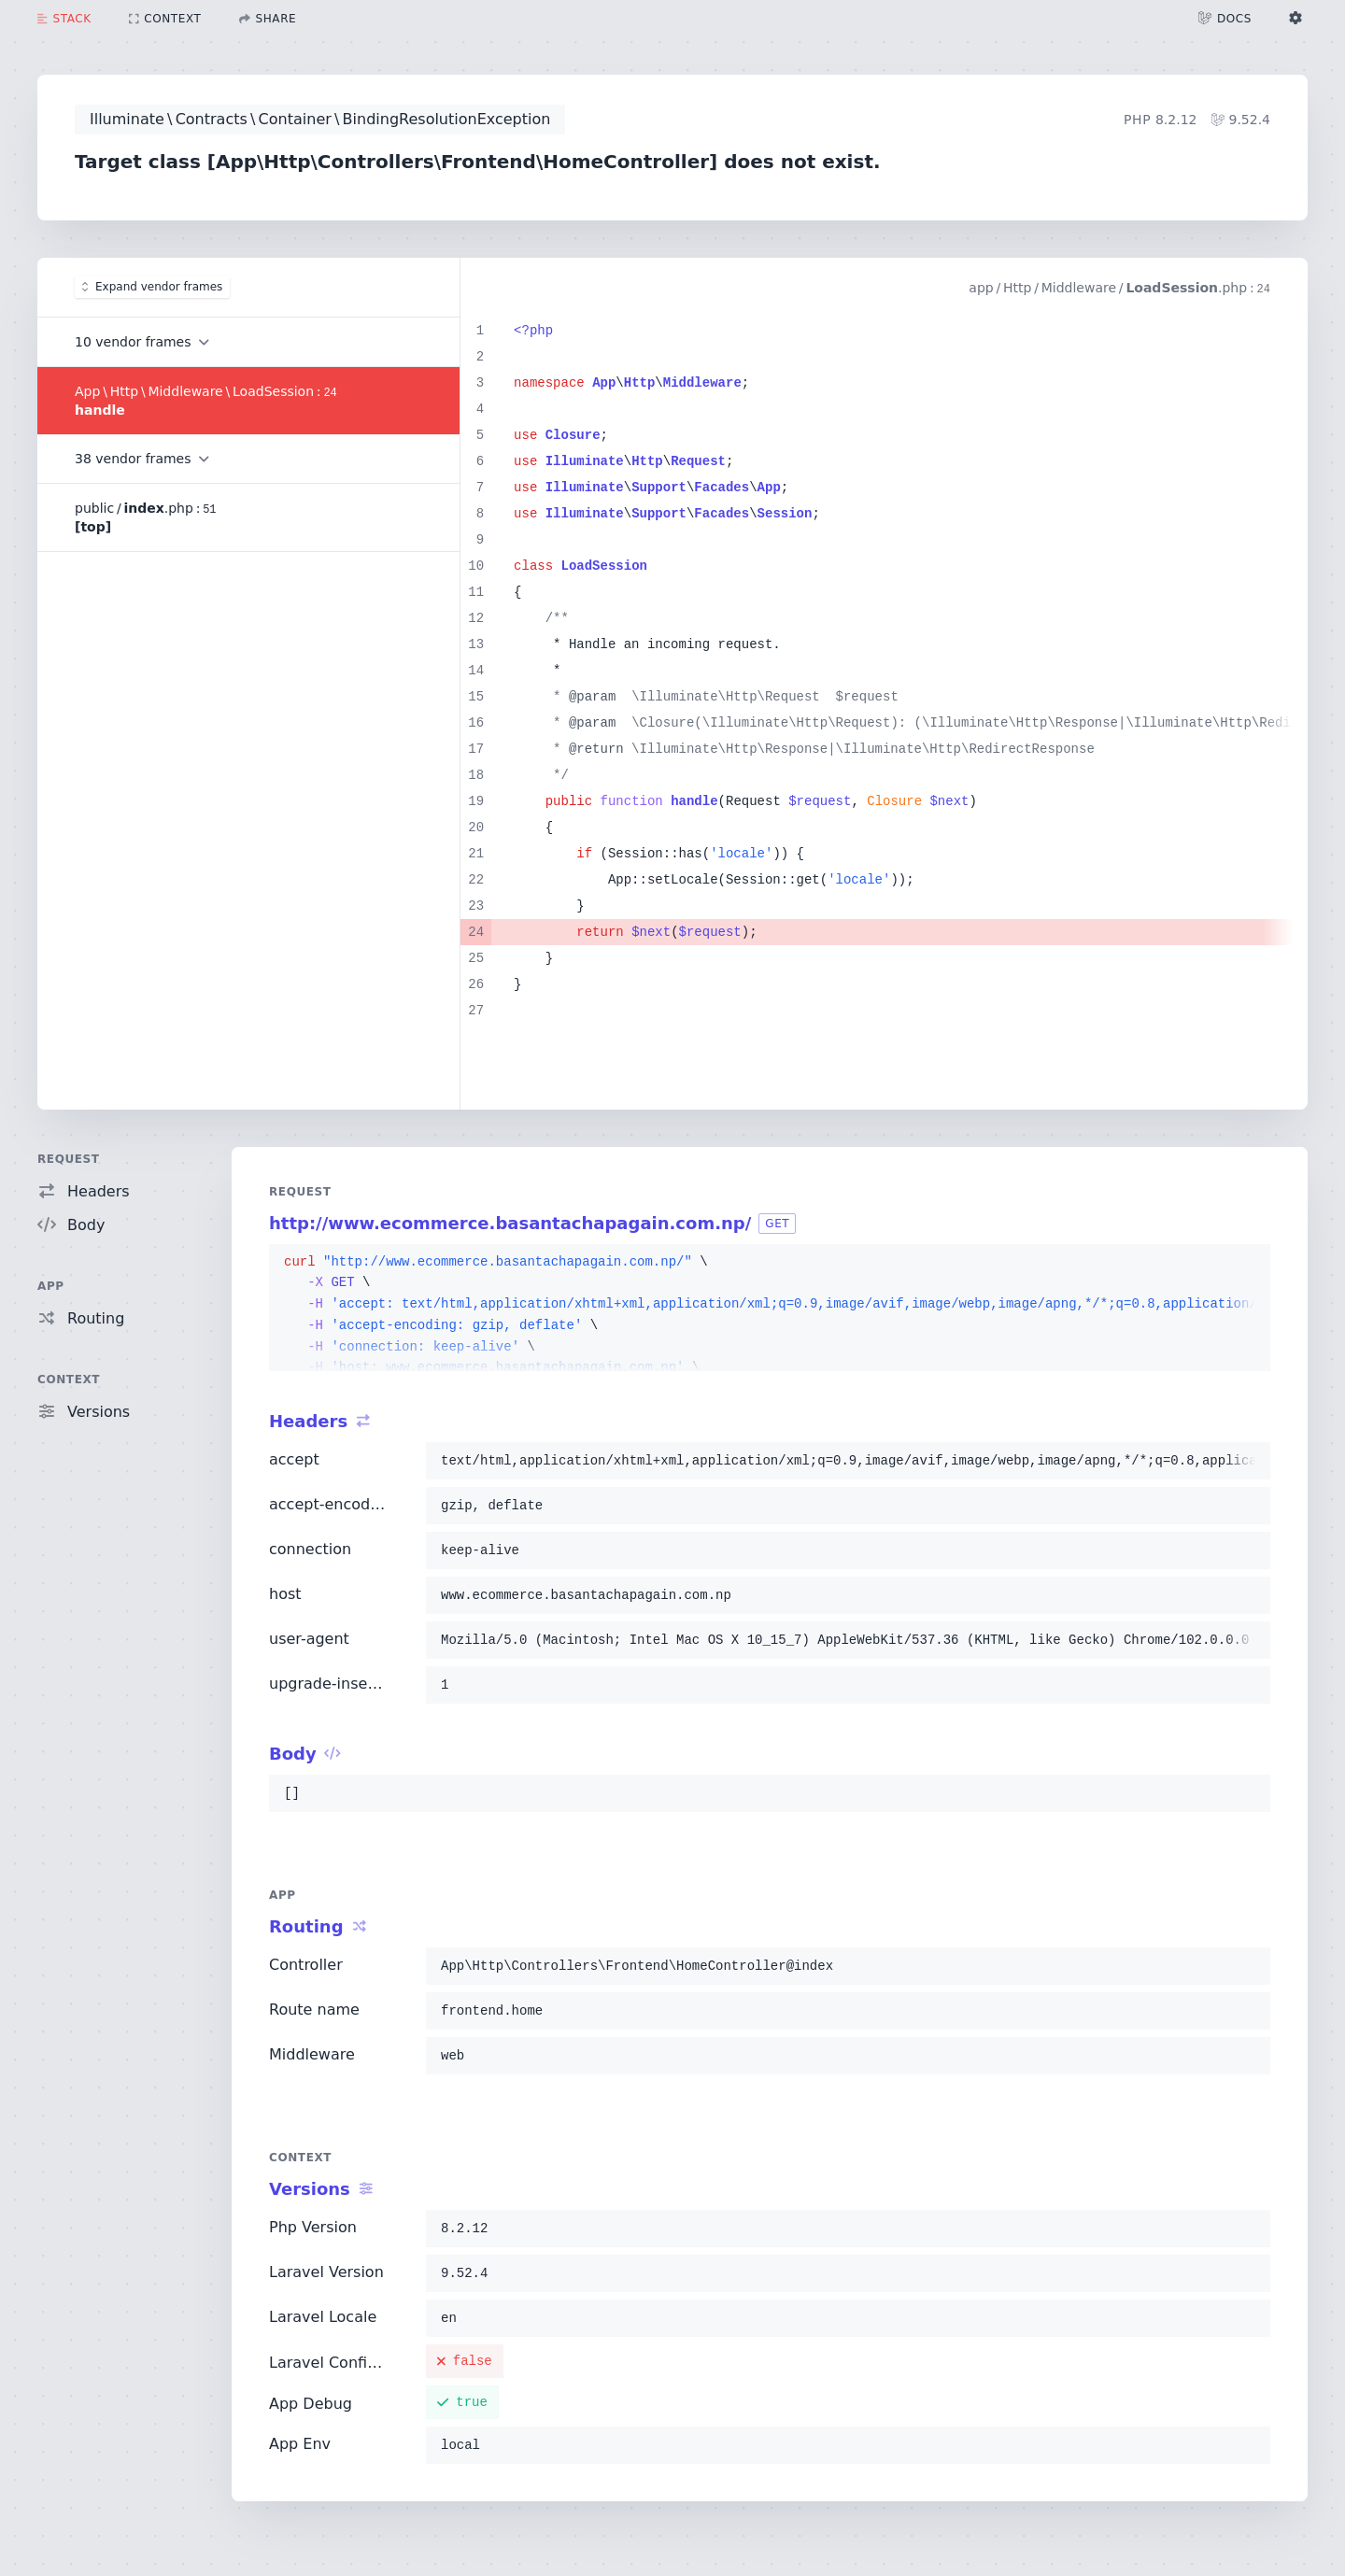 STACK
CONTEXT
SHARE
DOCS
Illuminate\Contracts\Container\BindingResolutionException
PHP 8.2.12
9.52.4
Target class [App\Http\Controllers\Frontend\HomeController] does not exist.
Expand vendor frames
10 vendor frames
App\Http\Middleware\LoadSession:24
handle
38 vendor frames
public/index.php:51
[top]
app/Http/Middleware/LoadSession.php:24
1 <?php
2
3 namespace App\Http\Middleware;
4
5 use Closure;
6 use Illuminate\Http\Request;
7 use Illuminate\Support\Facades\App;
8 use Illuminate\Support\Facades\Session;
9
10 class LoadSession
11 {
12     /**
13      * Handle an incoming request.
14      *
15      * @param  \Illuminate\Http\Request  $request
16      * @param  \Closure(\Illuminate\Http\Request): (\Illuminate\Http\Response|\Illuminate\Http\Redi
17      * @return \Illuminate\Http\Response|\Illuminate\Http\RedirectResponse
18      */
19     public function handle(Request $request, Closure $next)
20     {
21         if (Session::has('locale')) {
22             App::setLocale(Session::get('locale'));
23         }
24         return $next($request);
25     }
26 }
27
REQUEST
Headers
Body
APP
Routing
CONTEXT
Versions
REQUEST
http://www.ecommerce.basantachapagain.com.np/ GET
curl "http://www.ecommerce.basantachapagain.com.np/" \
-X GET \
-H 'accept: text/html,application/xhtml+xml,application/xml;q=0.9,image/avif,image/webp,image/apng,*/*;q=0.8,application/
-H 'accept-encoding: gzip, deflate' \
-H 'connection: keep-alive' \
-H 'host: www.ecommerce.basantachapagain.com.np' \
Headers
accept text/html,application/xhtml+xml,application/xml;q=0.9,image/avif,image/webp,image/apng,*/*;q=0.8,applica
accept-encod… gzip, deflate
connection keep-alive
host www.ecommerce.basantachapagain.com.np
user-agent Mozilla/5.0 (Macintosh; Intel Mac OS X 10_15_7) AppleWebKit/537.36 (KHTML, like Gecko) Chrome/102.0.0.0
upgrade-inse… 1
Body
[]
APP
Routing
Controller App\Http\Controllers\Frontend\HomeController@index
Route name frontend.home
Middleware web
CONTEXT
Versions
Php Version 8.2.12
Laravel Version 9.52.4
Laravel Locale en
Laravel Confi… false
App Debug true
App Env local